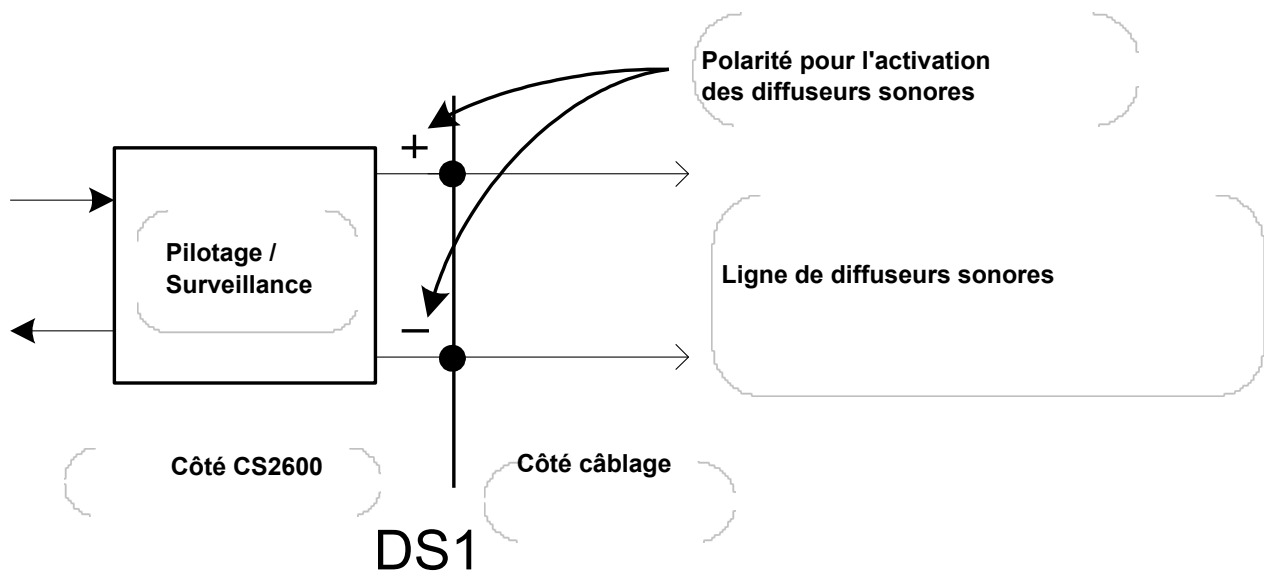 Polarité pour l'activation
des diffuseurs sonores
+
Pilotage /
Surveillance
Ligne de diffuseurs sonores
−
Côté CS2600
Côté câblage
DS1